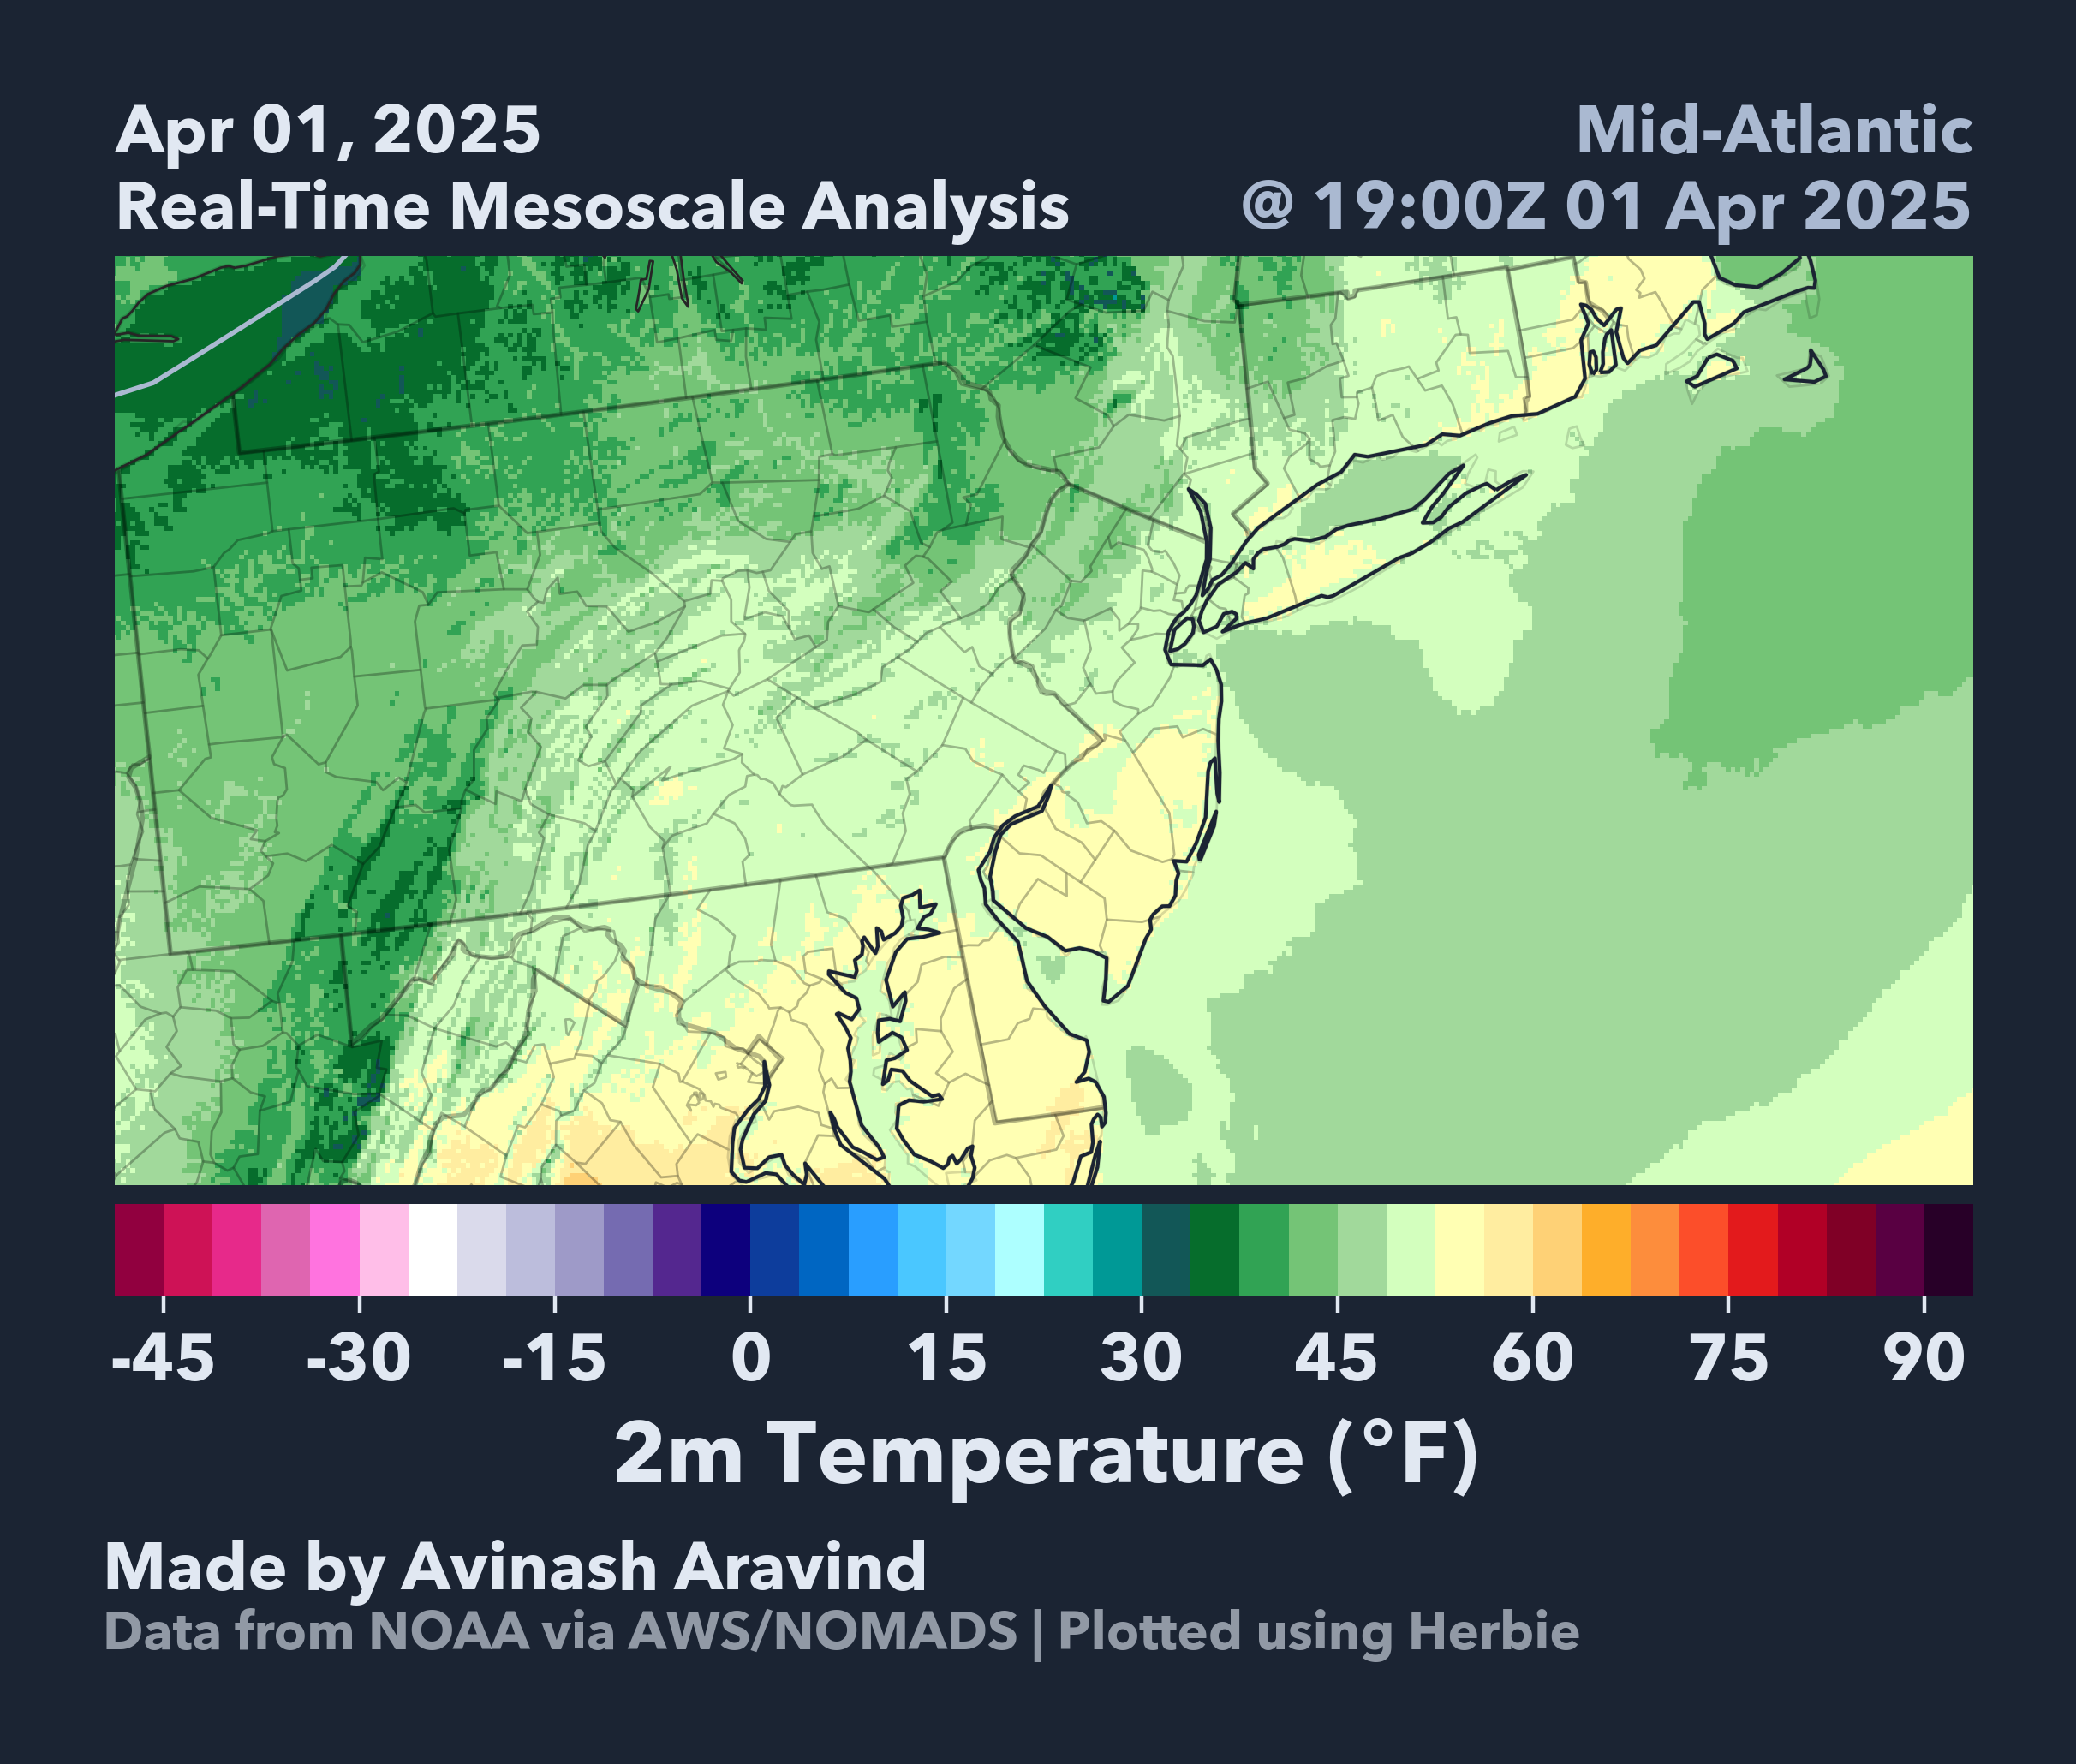 Apr 01, 2025
Mid-Atlantic
Real-Time Mesoscale Analysis
@ 19:00Z 01 Apr 2025
-45 -30 -15 0 15 30 45 60 75 90
2m Temperature (°F)
Made by Avinash Aravind
Data from NOAA via AWS/NOMADS | Plotted using Herbie